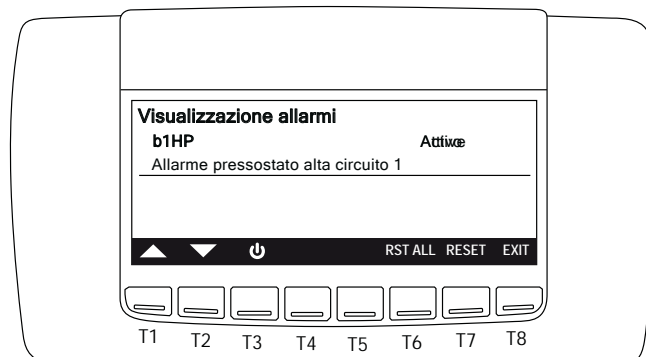 Visualizzazione allarmi
b1HP
Allarme pressostato alta circuito 1
RST ALL RESET EXIT
T1 T2 T3 T4 T5 T6 T7 T8